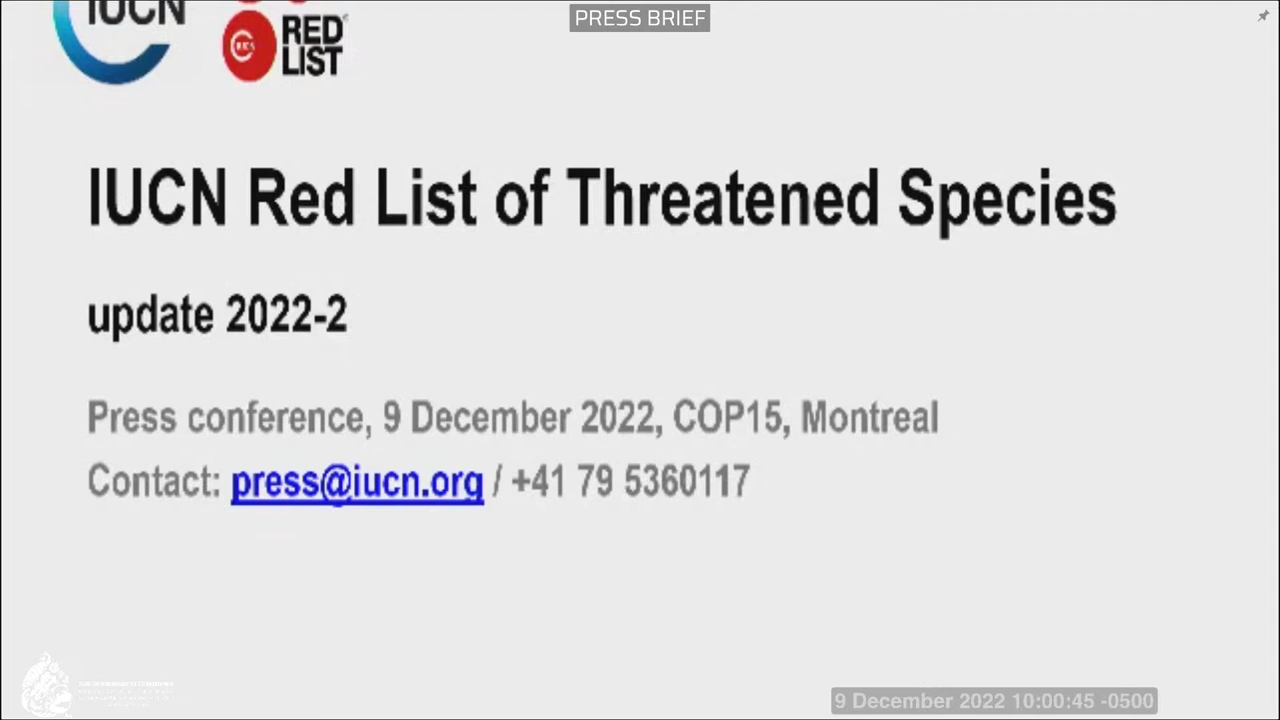 PRESS BRIEF
IUCN
RED
LIST
IUCN Red List of Threatened Species
update 2022-2
Press conference, 9 December 2022, COP15, Montreal
Contact: press@iucn.org / +41 79 5360117
9 December 2022 10:00:45 -0500